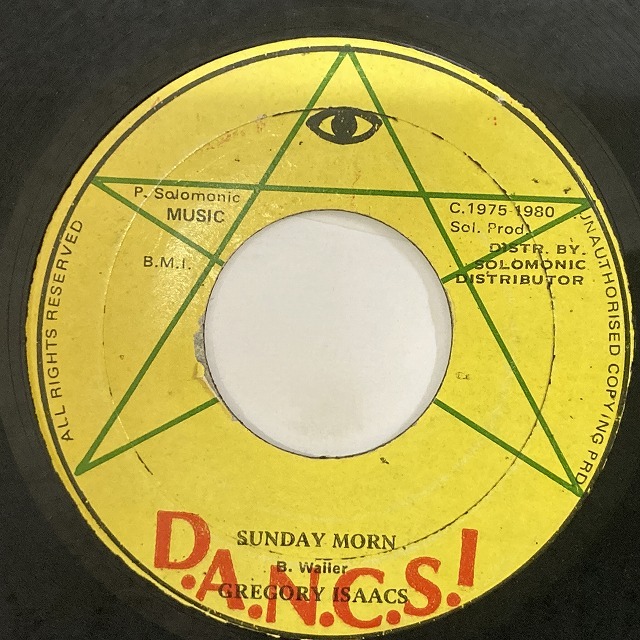 P. Solomonic
MUSIC
B.M.I.
C.1975-1980
Sol. Prod.
DISTR. BY.
SOLOMONIC
DISTRIBUTOR
ALL RIGHTS RESERVED
UNAUTHORISED COPYING PRD
SUNDAY MORN
B. Wailer
GREGORY ISAACS
D.A.N.C.S.!